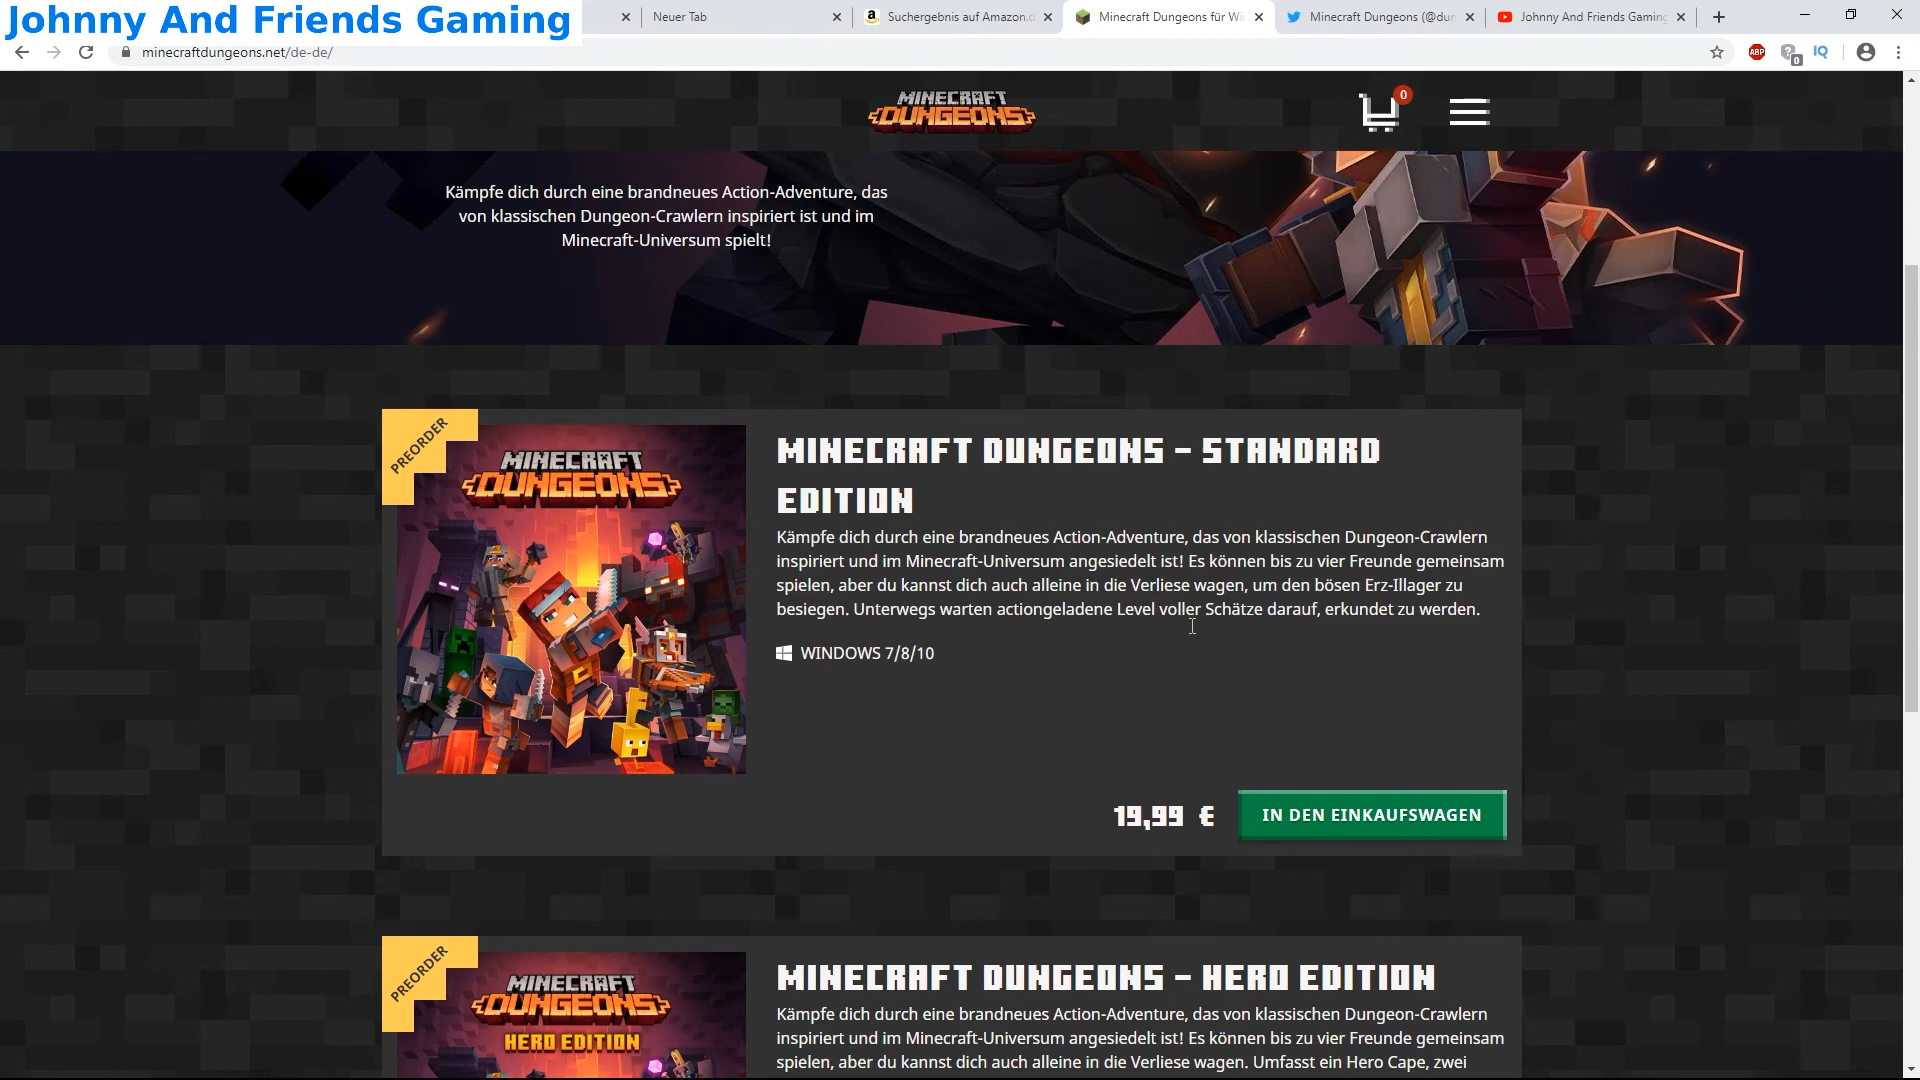 Johnny And Friends Gaming
Neuer Tab
Suchergebnis auf Amazon.d
Minecraft Dungeons für Wi
Minecraft Dungeons (@dun
Johnny And Friends Gaming
minecraftdungeons.net/de-de/
ABP
0
IQ
MINECRAFT
DUNGEONS
0
Kämpfe dich durch eine brandneues Action-Adventure, das
von klassischen Dungeon-Crawlern inspiriert ist und im
Minecraft-Universum spielt!
PREORDER
MINECRAFT
DUNGEONS
MINECRAFT DUNGEONS – STANDARD
EDITION
Kämpfe dich durch eine brandneues Action-Adventure, das von klassischen Dungeon-Crawlern
inspiriert und im Minecraft-Universum angesiedelt ist! Es können bis zu vier Freunde gemeinsam
spielen, aber du kannst dich auch alleine in die Verliese wagen, um den bösen Erz-Illager zu
besiegen. Unterwegs warten actiongeladene Level voller Schätze darauf, erkundet zu werden.
WINDOWS 7/8/10
19,99 €
IN DEN EINKAUFSWAGEN
PREORDER
MINECRAFT
DUNGEONS
HERO EDITION
MINECRAFT DUNGEONS – HERO EDITION
Kämpfe dich durch eine brandneues Action-Adventure, das von klassischen Dungeon-Crawlern
inspiriert und im Minecraft-Universum angesiedelt ist! Es können bis zu vier Freunde gemeinsam
spielen, aber du kannst dich auch alleine in die Verliese wagen. Umfasst ein Hero Cape, zwei